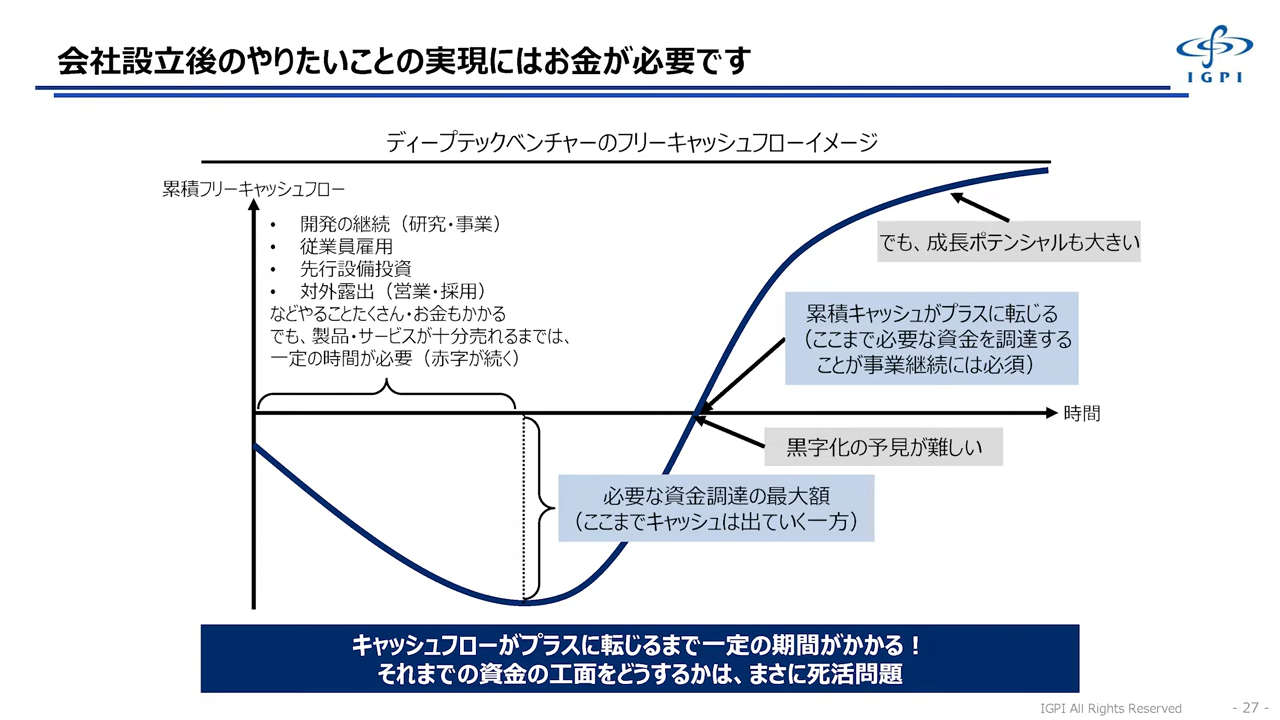 会社設立後のやりたいことの実現にはお金が必要です
IGPI
ディープテックベンチャーのフリーキャッシュフローイメージ
累積フリーキャッシュフロー
• 開発の継続（研究・事業）
• 従業員雇用
• 先行設備投資
• 対外露出（営業・採用）
などやることたくさん・お金もかかる
でも、製品・サービスが十分売れるまでは、
一定の時間が必要（赤字が続く）
でも、成長ポテンシャルも大きい
累積キャッシュがプラスに転じる
（ここまで必要な資金を調達する
ことが事業継続には必須）
時間
黒字化の予見が難しい
必要な資金調達の最大額
（ここまでキャッシュは出ていく一方）
キャッシュフローがプラスに転じるまで一定の期間がかかる！
それまでの資金の工面をどうするかは、まさに死活問題
IGPI All Rights Reserved
- 27 -